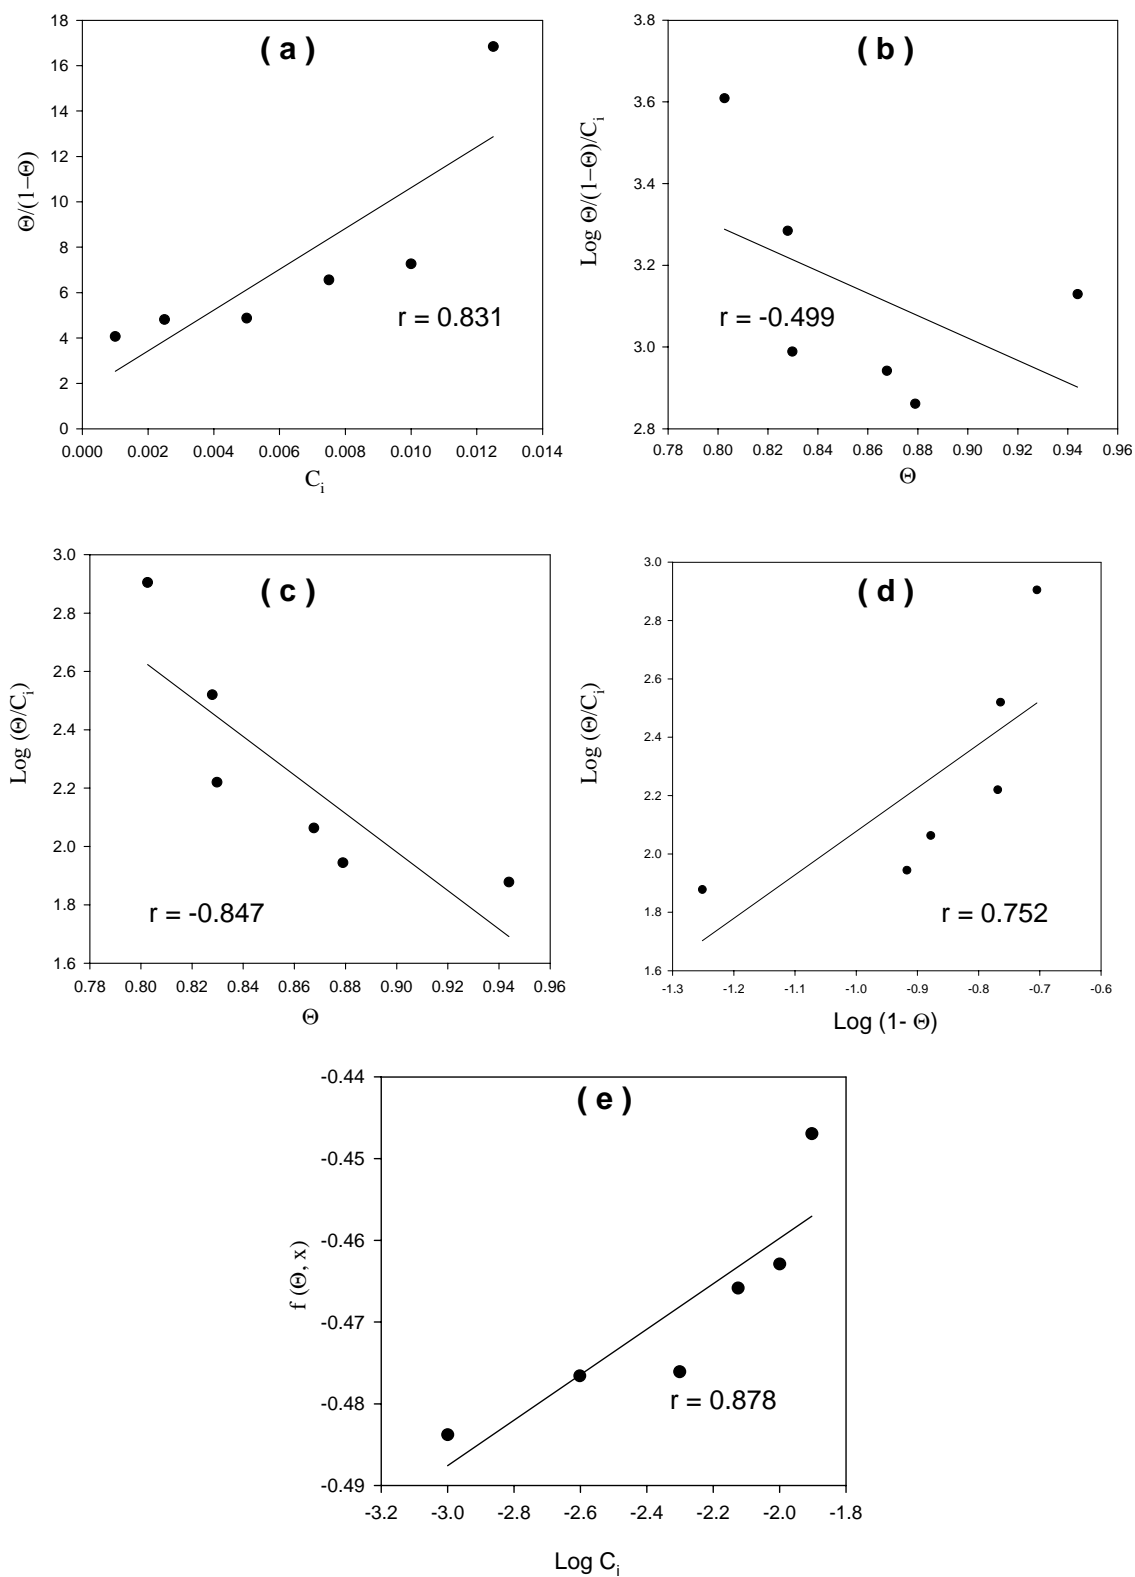 ( a )
Θ/(1–Θ)
18
16
14
12
10
8
6
4
2
0
r = 0.831
0.000 0.002 0.004 0.006 0.008 0.010 0.012 0.014
C_i
( b )
Log Θ/(1–Θ)/C_i
3.8
3.6
3.4
3.2
3.0
2.8
r = -0.499
0.78 0.80 0.82 0.84 0.86 0.88 0.90 0.92 0.94 0.96
Θ
( c )
Log (Θ/C_i)
3.0
2.8
2.6
2.4
2.2
2.0
1.8
1.6
r = -0.847
0.78 0.80 0.82 0.84 0.86 0.88 0.90 0.92 0.94 0.96
Θ
( d )
Log (Θ/C_i)
3.0
2.8
2.6
2.4
2.2
2.0
1.8
1.6
r = 0.752
-1.3 -1.2 -1.1 -1.0 -0.9 -0.8 -0.7 -0.6
Log (1- Θ)
( e )
f (Θ, x)
-0.44
-0.45
-0.46
-0.47
-0.48
-0.49
r = 0.878
-3.2 -3.0 -2.8 -2.6 -2.4 -2.2 -2.0 -1.8
Log C_i